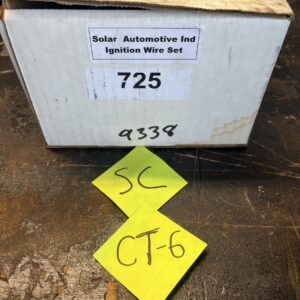 Solar Automotive Ind
Ignition Wire Set
725
9338
SC
CT-6